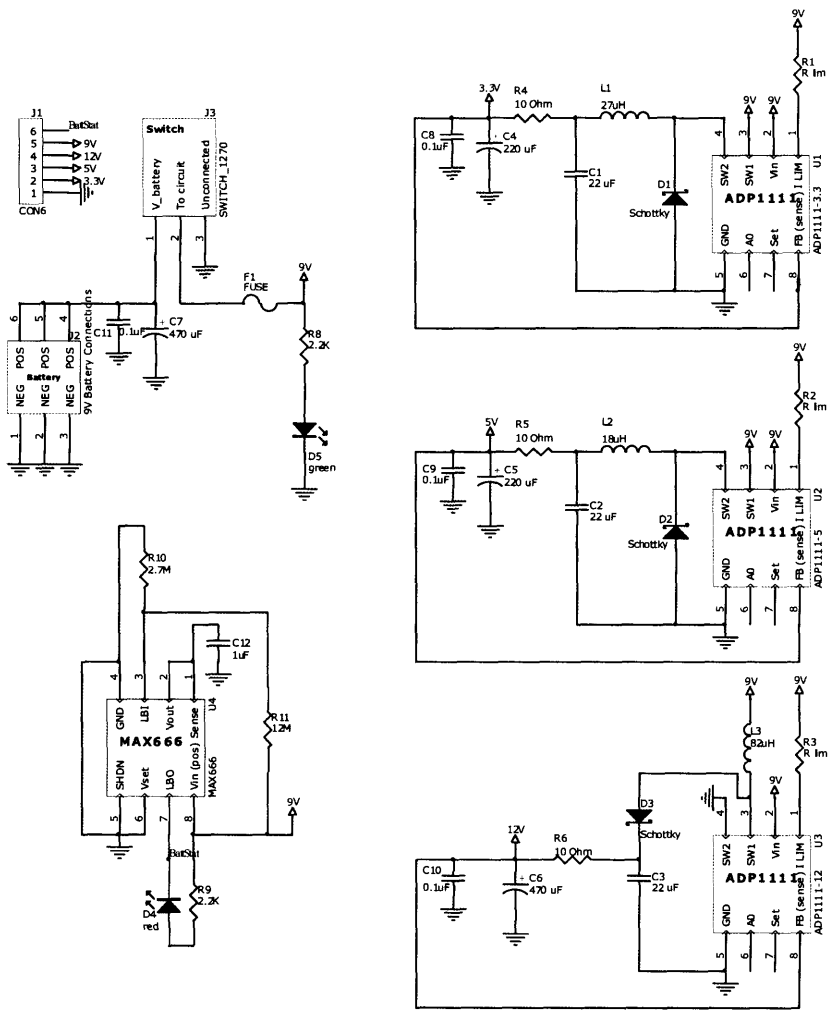 J1
6
BattStat
5
9V
4
12V
3
5V
2
3.3V
1
CON6
J3
Switch
V_battery
To circuit
Unconnected
SWITCH_1270
1
2
3
F1
FUSE
9V
R8
2.2K
D5
green
C11
0.1uF
C7
470 uF
6
5
4
J2
POS
POS
POS
Battery
NEG
NEG
NEG
9V Battery Connections
1
2
3
3.3V
R4
10 Ohm
L1
27uH
C8
0.1uF
C4
220 uF
C1
22 uF
D1
Schottky
9V
R1
R lim
9V
9V
4
3
2
1
SW2
SW1
Vin
I LIM
ADP1111
GND
A0
Set
FB (sense)
U1
ADP1111-3.3
5
6
7
8
5V
R5
10 Ohm
L2
18uH
C9
0.1uF
C5
220 uF
C2
22 uF
D2
Schottky
9V
R2
R lim
9V
9V
4
3
2
1
SW2
SW1
Vin
I LIM
ADP1111
GND
A0
Set
FB (sense)
U2
ADP1111-5
5
6
7
8
R10
2.7M
C12
1uF
4
3
2
1
GND
LBI
Vout
Sense
U4
MAX666
SHDN
Vset
LBO
Vin (pos)
MAX666
5
6
7
8
R11
12M
9V
BattStat
D4
red
R9
2.2K
12V
R6
10 Ohm
D3
Schottky
C10
0.1uF
C6
470 uF
C3
22 uF
9V
L3
82uH
9V
R3
R lim
9V
4
3
2
1
SW2
SW1
Vin
I LIM
ADP1111
GND
A0
Set
FB (sense)
U3
ADP1111-12
5
6
7
8